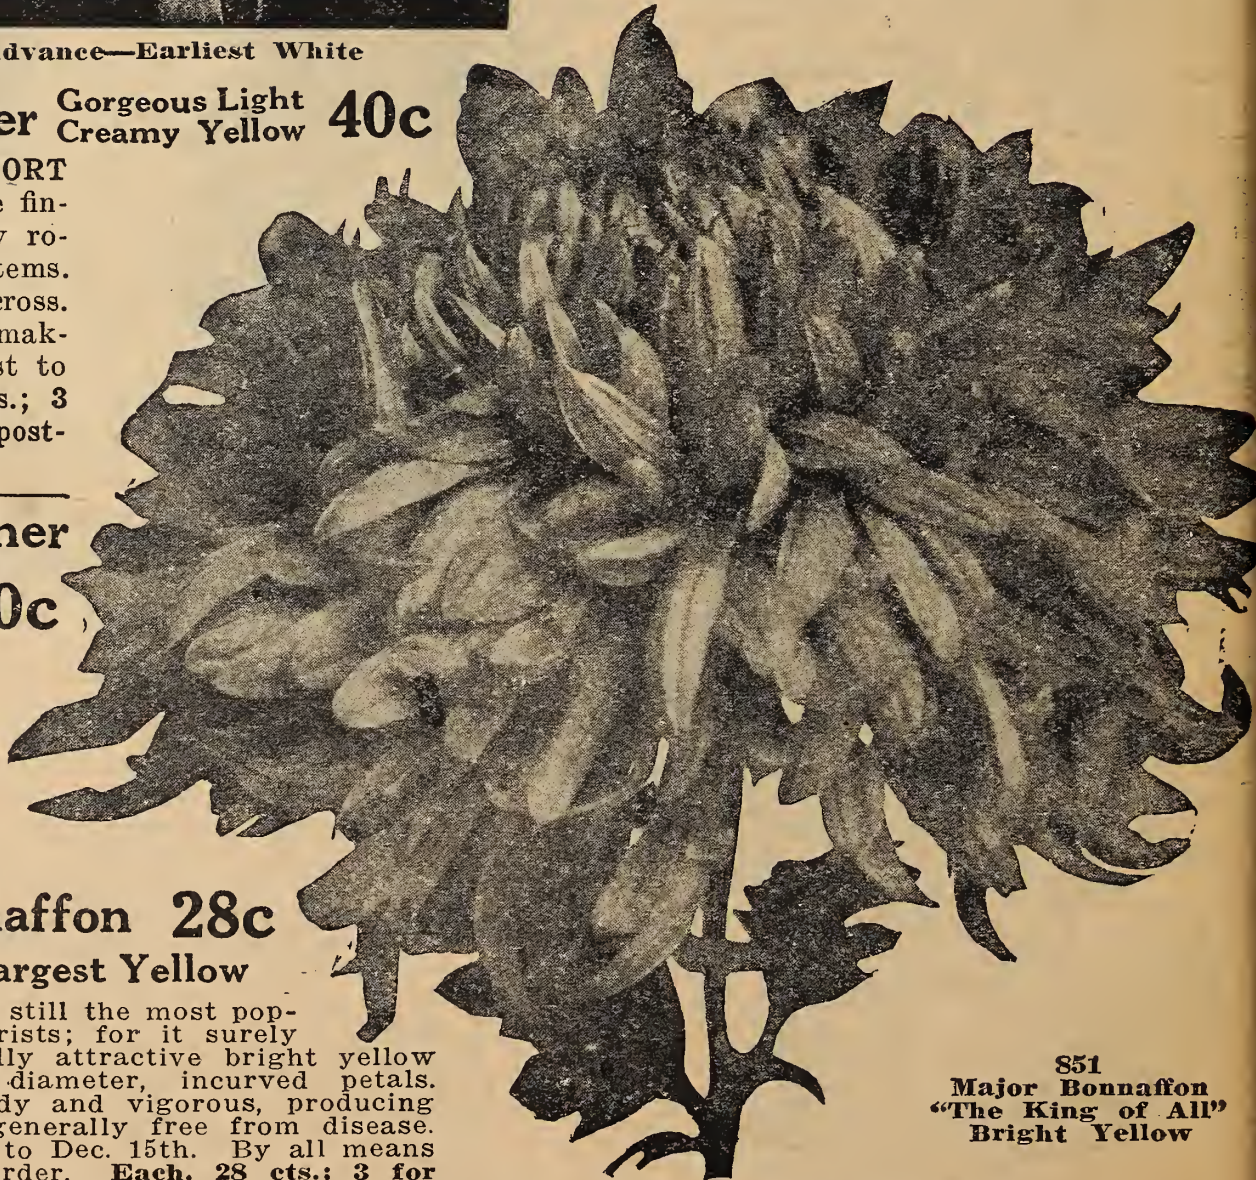 dvance—Earliest White
er Gorgeous Light
Creamy Yellow 40c
ORT
e fin-
y ro-
tems.
cross.
mak-
st to
s.; 3
post-
ner
0c
affon 28c
argest Yellow
still the most pop-
rists; for it surely
lly attractive bright yellow
diameter, incurved petals.
dy and vigorous, producing
generally free from disease.
to Dec. 15th. By all means
rder. Each, 28 cts.; 3 for
851
Major Bonnaffon
“The King of All”
Bright Yellow